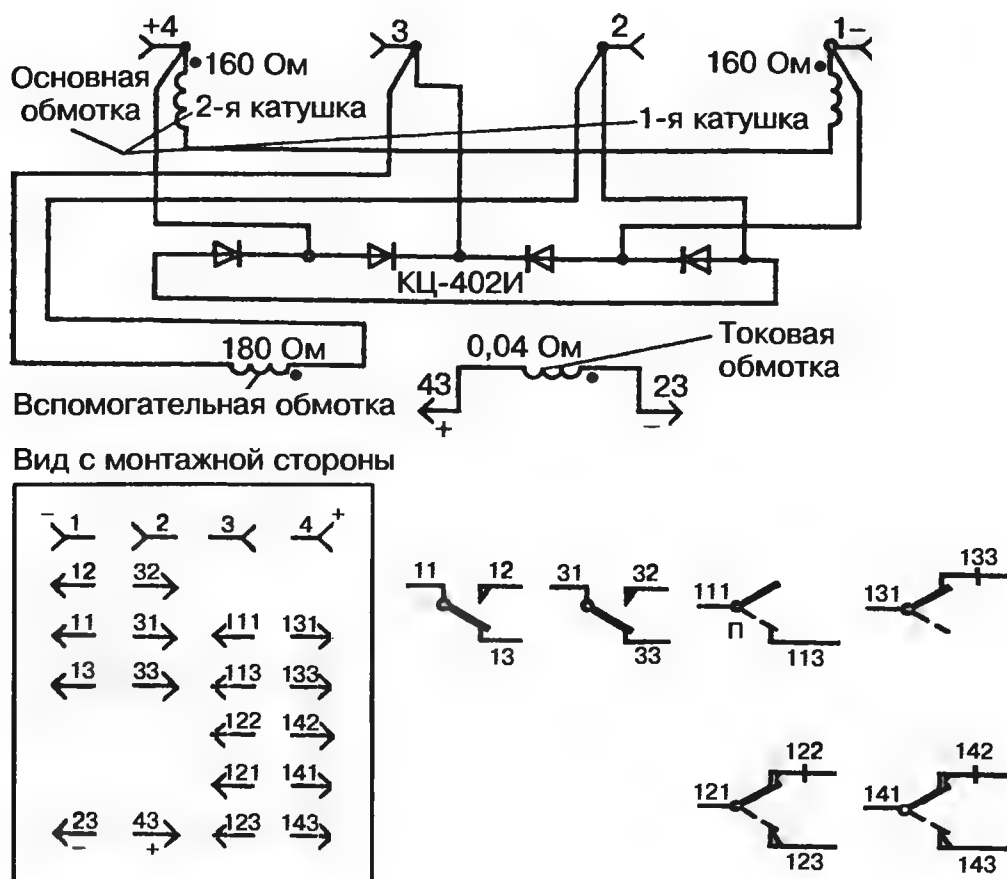 +4 3 2 1–
160 Ом 160 Ом
Основная
обмотка
2-я катушка 1-я катушка
КЦ-402И
180 Ом 0,04 Ом Токовая
обмотка
43 23
Вспомогательная обмотка
+ –
Вид с монтажной стороны
– 1 2 3 4 +
12 32
11 31 111 131
13 33 113 133
122 142
121 141
23 43 123 143
– +
11 12 31 32 111 131 133
П
13 33 113
122 142
121 141
123 143